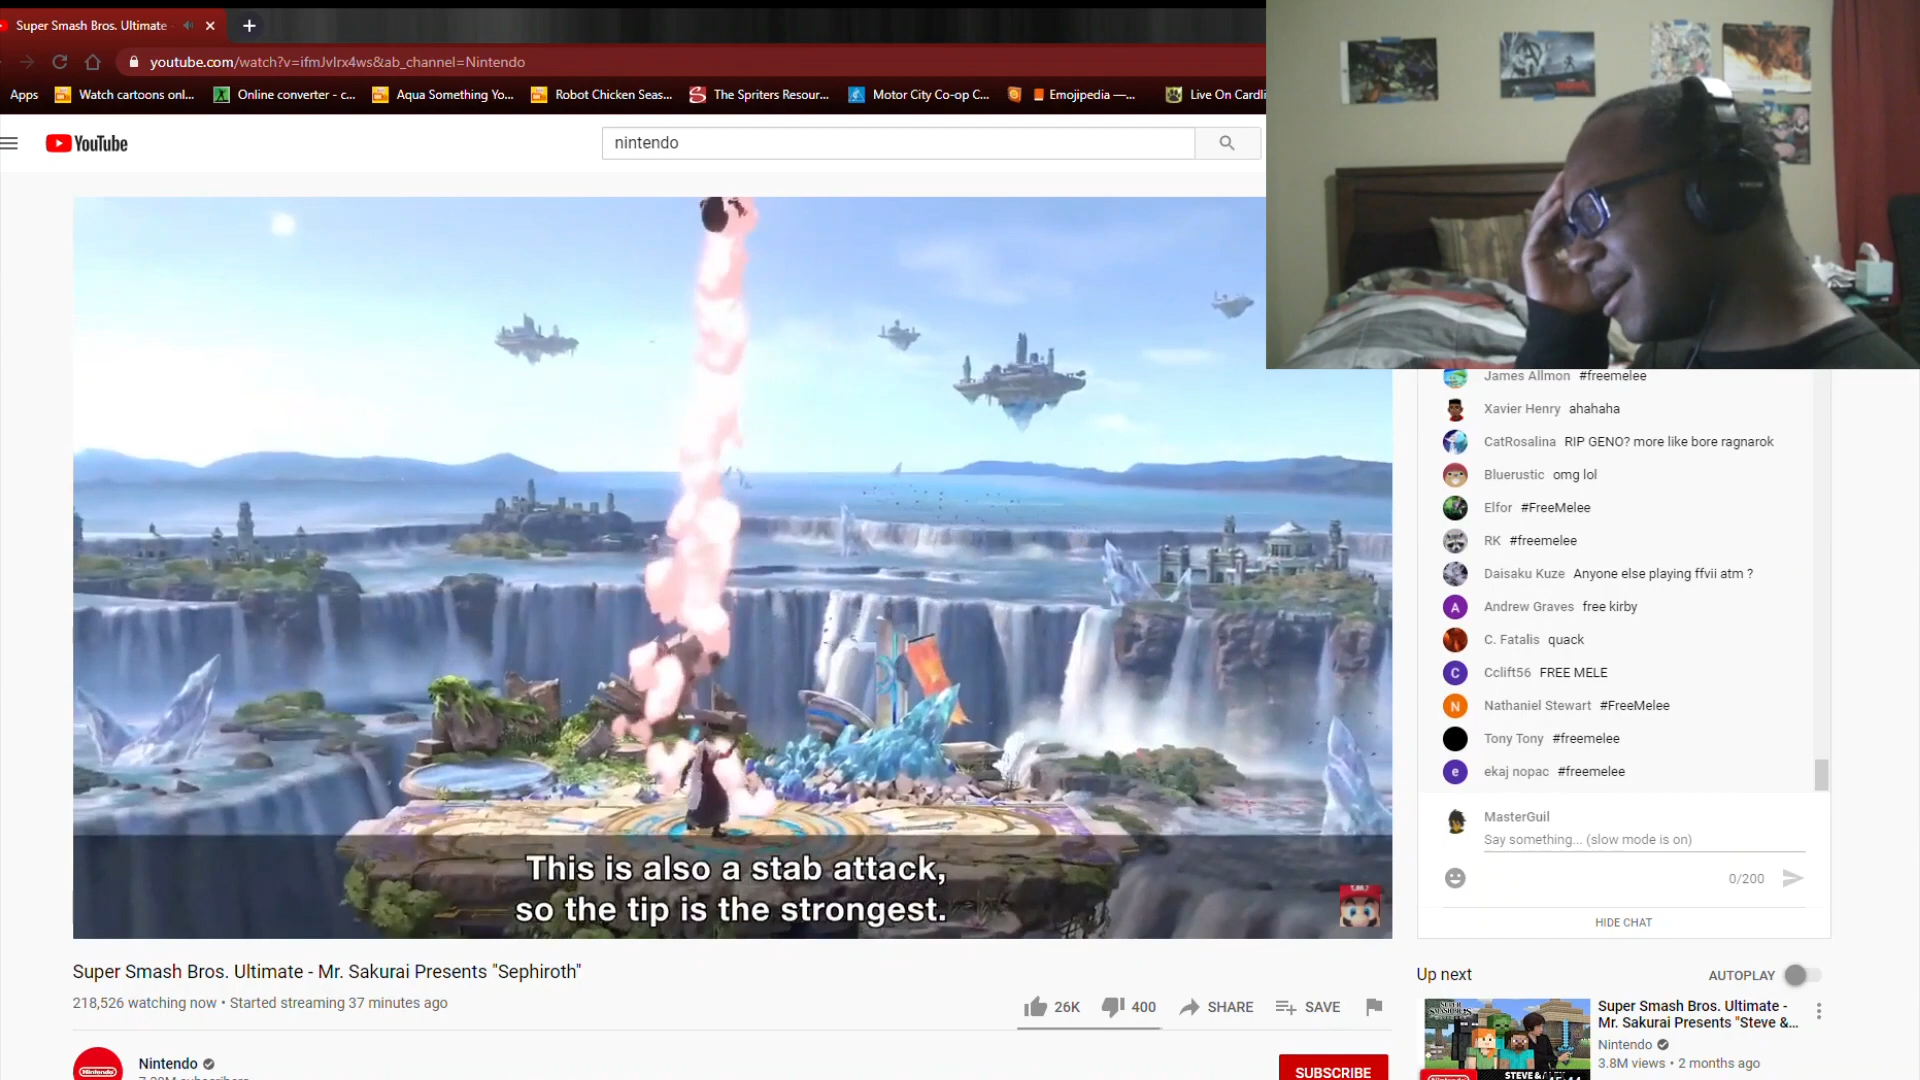 Super Smash Bros. Ultimate
youtube.com/watch?v=ifmJvIrx4ws&ab_channel=Nintendo
Apps
Watch cartoons onl...
Online converter - c...
Aqua Something Yo...
Robot Chicken Seas...
The Spriters Resour...
Motor City Co-op C...
Emojipedia —...
Live On Cardi
YouTube
nintendo
James Allmon #freemelee
Xavier Henry ahahaha
CatRosalina RIP GENO? more like bore ragnarok
Bluerustic omg lol
Elfor #FreeMelee
RK #freemelee
Daisaku Kuze Anyone else playing ffvii atm ?
A Andrew Graves free kirby
C. Fatalis quack
C Cclift56 FREE MELE
N Nathaniel Stewart #FreeMelee
Tony Tony #freemelee
e ekaj nopac #freemelee
MasterGuil
Say something... (slow mode is on)
0/200
HIDE CHAT
This is also a stab attack,
so the tip is the strongest.
Super Smash Bros. Ultimate - Mr. Sakurai Presents "Sephiroth"
218,526 watching now • Started streaming 37 minutes ago
26K
400
SHARE
SAVE
Nintendo
Nintendo
SUBSCRIBE
Up next
AUTOPLAY
Super Smash Bros. Ultimate -
Mr. Sakurai Presents "Steve &...
Nintendo
3.8M views • 2 months ago